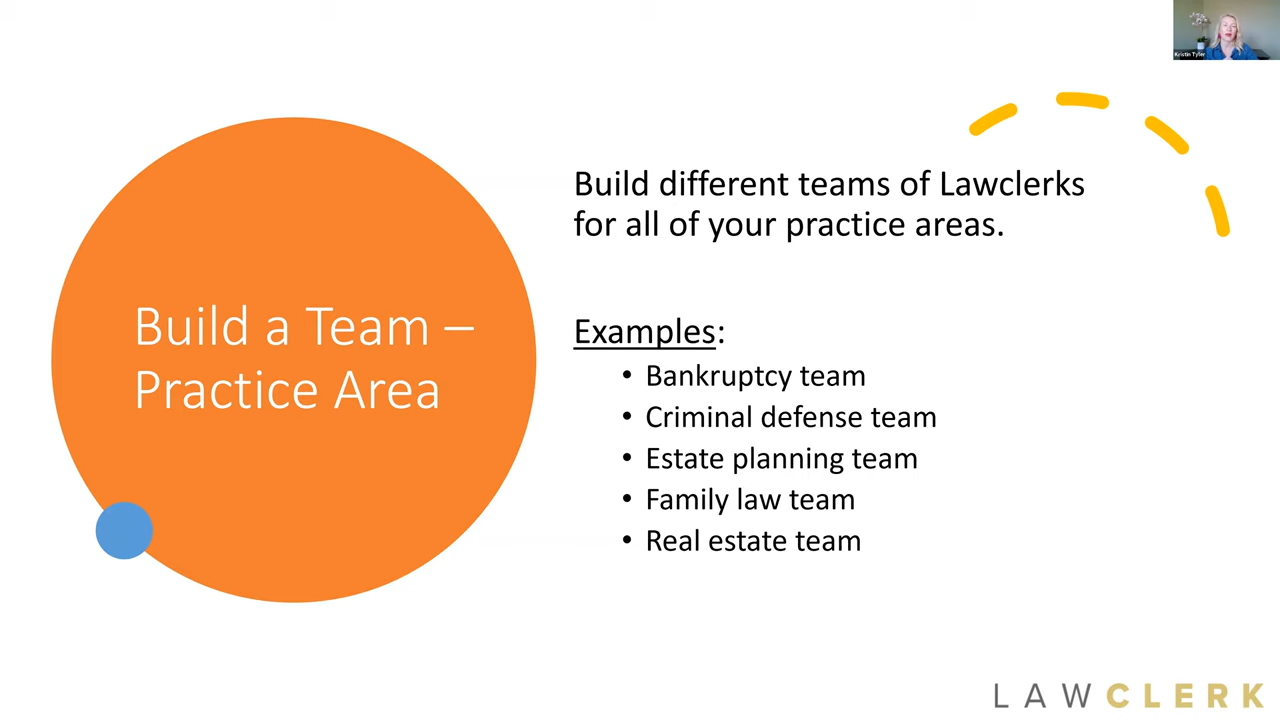 Kristin Tyler
Build a Team –
Practice Area
Build different teams of Lawclerks
for all of your practice areas.
Examples:
• Bankruptcy team
• Criminal defense team
• Estate planning team
• Family law team
• Real estate team
LAWCLERK